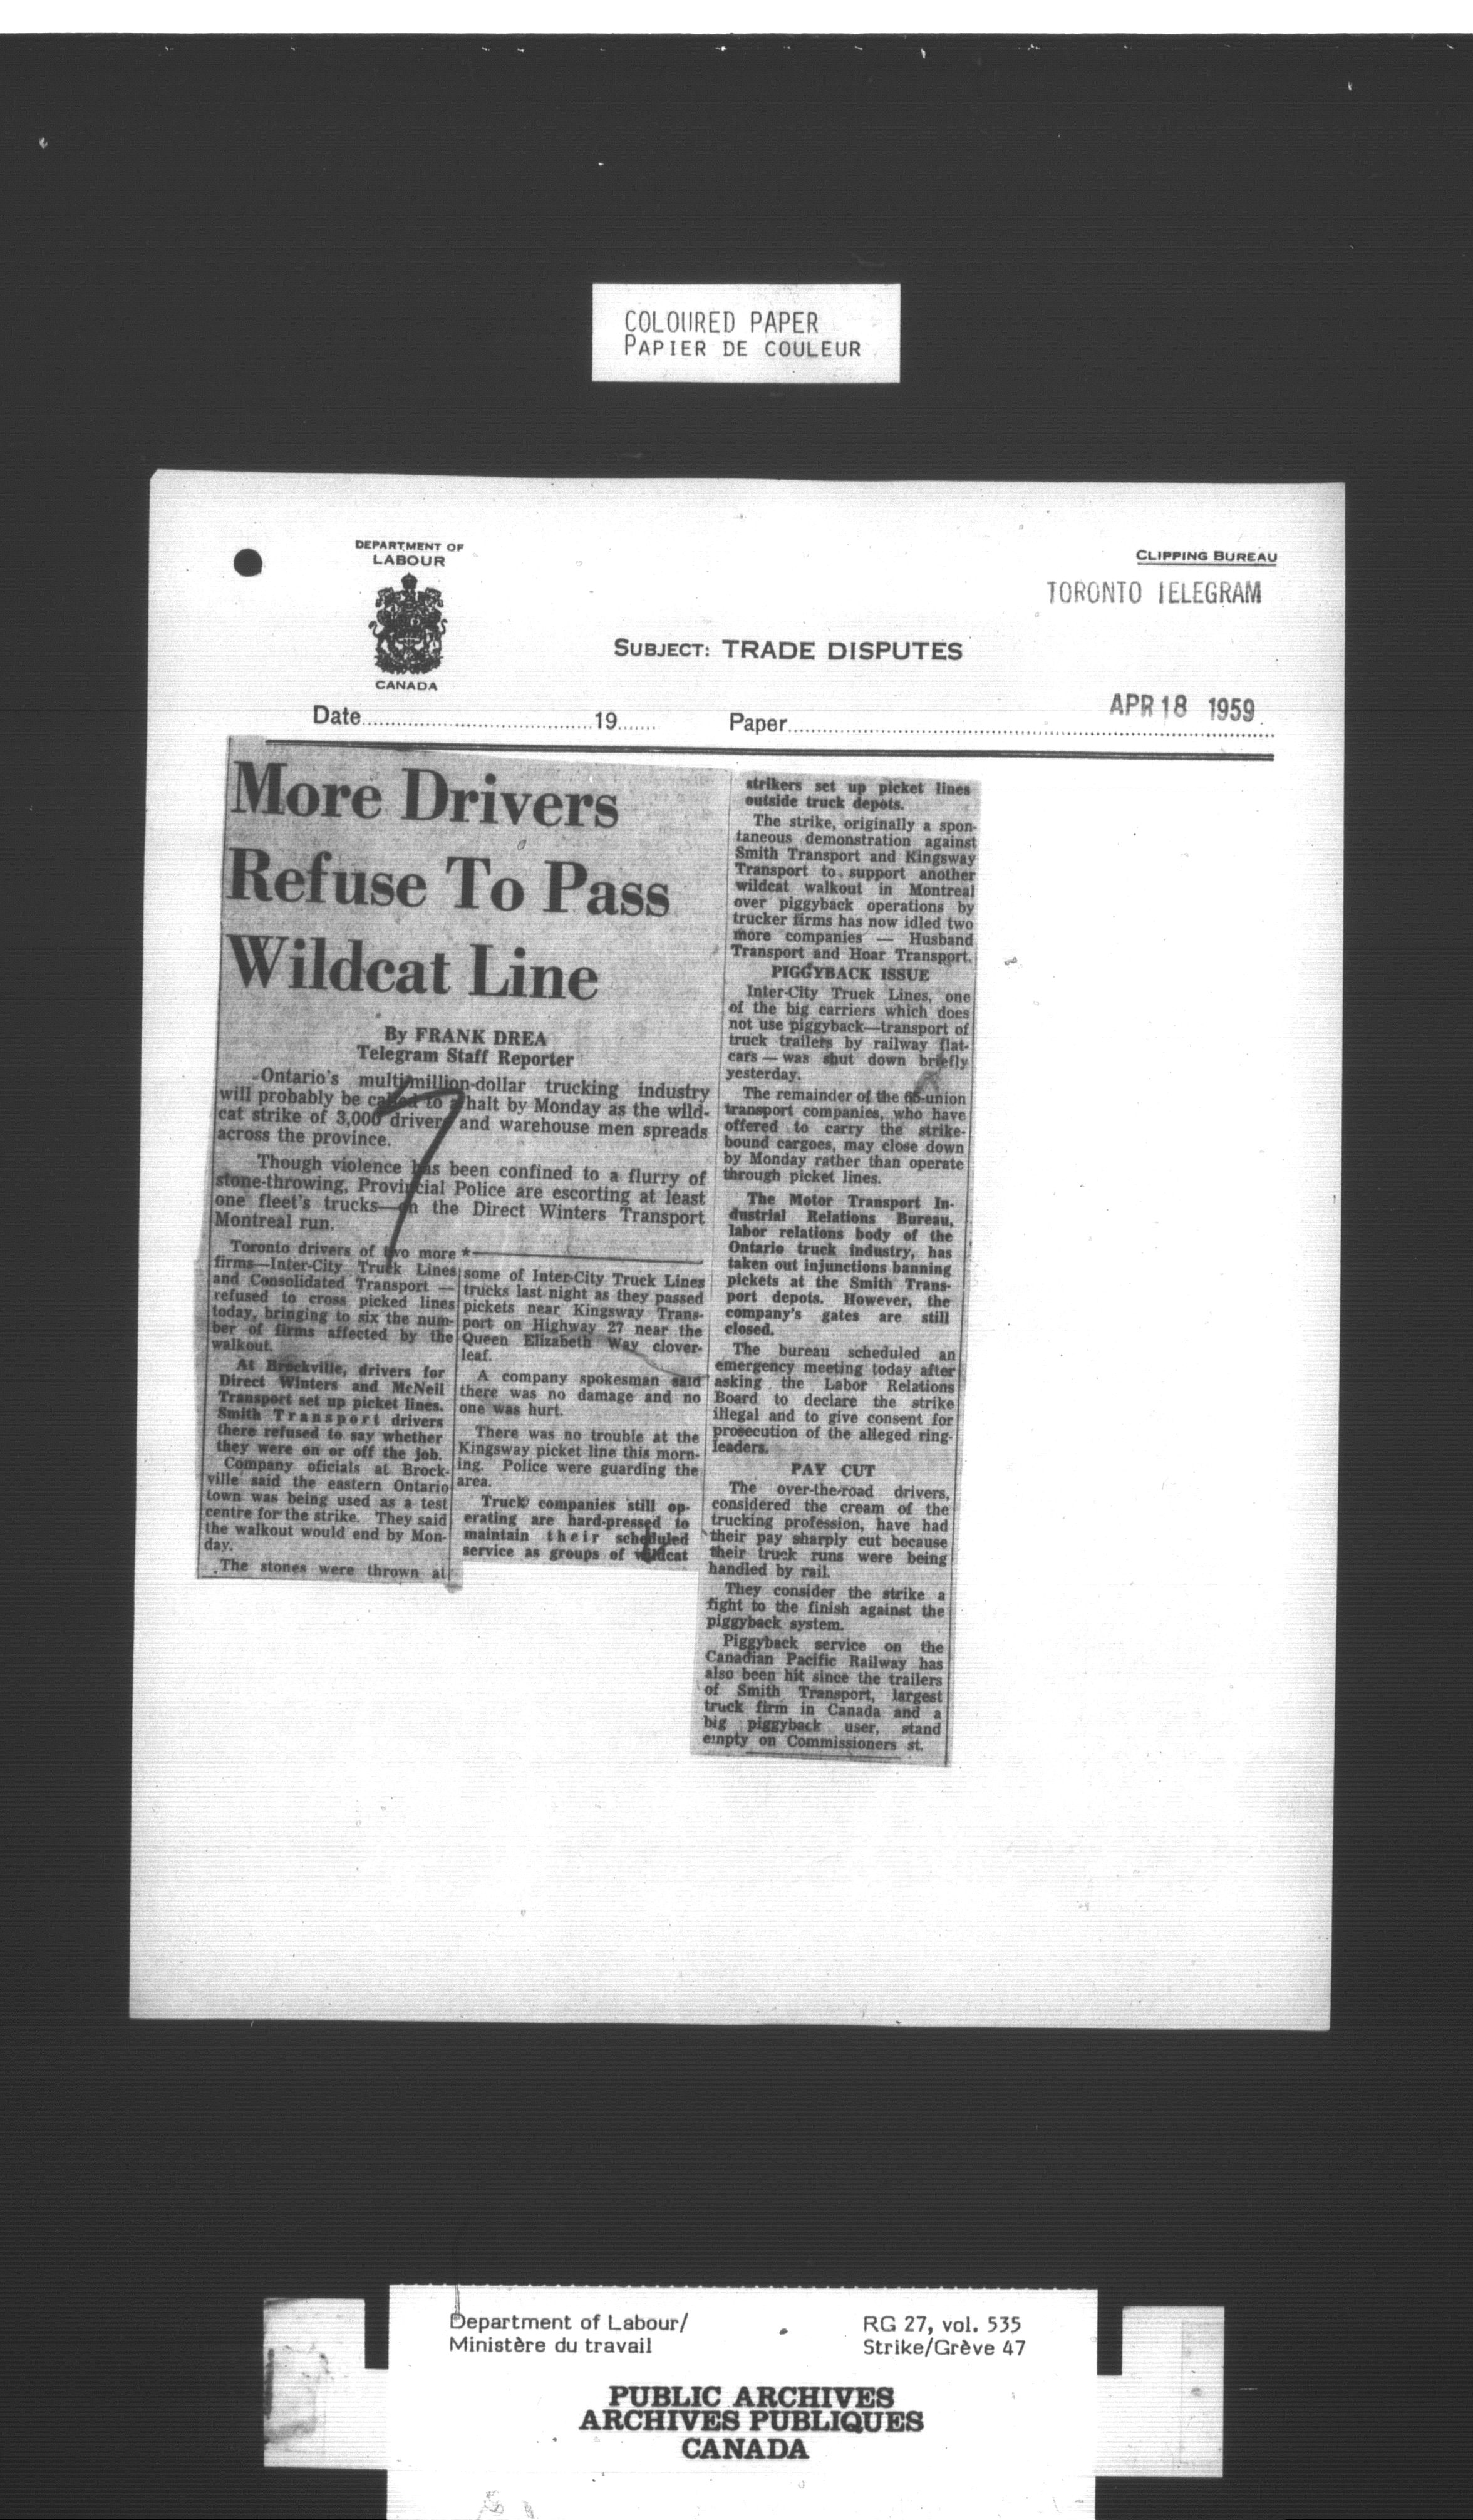 COLOURED PAPER
PAPIER DE COULEUR
DEPARTMENT OF
LABOUR
CANADA
CLIPPING BUREAU
TORONTO TELEGRAM
SUBJECT: TRADE DISPUTES
APR 18 1959
Date 19 Paper
More Drivers
Refuse To Pass
Wildcat Line
By FRANK DREA
Telegram Staff Reporter
Ontario's multimillion-dollar trucking industry
will probably be called to a halt by Monday as the wild-
cat strike of 3,000 drivers and warehouse men spreads
across the province.
Though violence has been confined to a flurry of
stone-throwing, Provincial Police are escorting at least
one fleet's trucks—on the Direct Winters Transport
Montreal run.
Toronto drivers of two more
firms—Inter-City Truck Lines
and Consolidated Transport —
refused to cross picked lines
today, bringing to six the num-
ber of firms affected by the
walkout.
At Brockville, drivers for
Direct Winters and McNeil
Transport set up picket lines.
Smith Transport drivers
there refused to say whether
they were on or off the job.
Company oficials at Brock-
ville said the eastern Ontario
town was being used as a test
centre for the strike. They said
the walkout would end by Mon-
day.
The stones were thrown at
some of Inter-City Truck Lines
trucks last night as they passed
pickets near Kingsway Trans-
port on Highway 27 near the
Queen Elizabeth Way clover-
leaf.
A company spokesman said
there was no damage and no
one was hurt.
There was no trouble at the
Kingsway picket line this morn-
ing. Police were guarding the
area.
Truck companies still op-
erating are hard-pressed to
maintain their scheduled
service as groups of wildcat
strikers set up picket lines
outside truck depots.
The strike, originally a spon-
taneous demonstration against
Smith Transport and Kingsway
Transport to support another
wildcat walkout in Montreal
over piggyback operations by
trucker firms has now idled two
more companies — Husband
Transport and Hoar Transport.
PIGGYBACK ISSUE
Inter-City Truck Lines, one
of the big carriers which does
not use piggyback—transport of
truck trailers by railway flat-
cars — was shut down briefly
yesterday.
The remainder of the union
transport companies, who have
offered to carry the strike-
bound cargoes, may close down
by Monday rather than operate
through picket lines.
The Motor Transport In-
dustrial Relations Bureau,
labor relations body of the
Ontario truck industry, has
taken out injunctions banning
pickets at the Smith Trans-
port depots. However, the
company's gates are still
closed.
The bureau scheduled an
emergency meeting today after
asking the Labor Relations
Board to declare the strike
illegal and to give consent for
prosecution of the alleged ring-
leaders.
PAY CUT
The over-the-road drivers,
considered the cream of the
trucking profession, have had
their pay sharply cut because
their truck runs were being
handled by rail.
They consider the strike a
fight to the finish against the
piggyback system.
Piggyback service on the
Canadian Pacific Railway has
also been hit since the trailers
of Smith Transport, largest
truck firm in Canada and a
big piggyback user, stand
empty on Commissioners st.
Department of Labour/
Ministère du travail
RG 27, vol. 535
Strike/Grève 47
PUBLIC ARCHIVES
ARCHIVES PUBLIQUES
CANADA